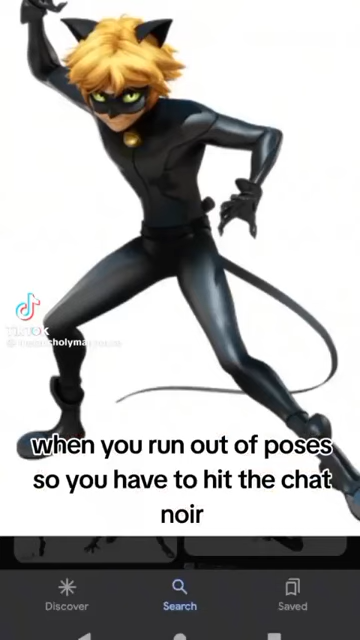 TikTok
when you run out of poses
so you have to hit the chat
noir
Discover
Search
Saved